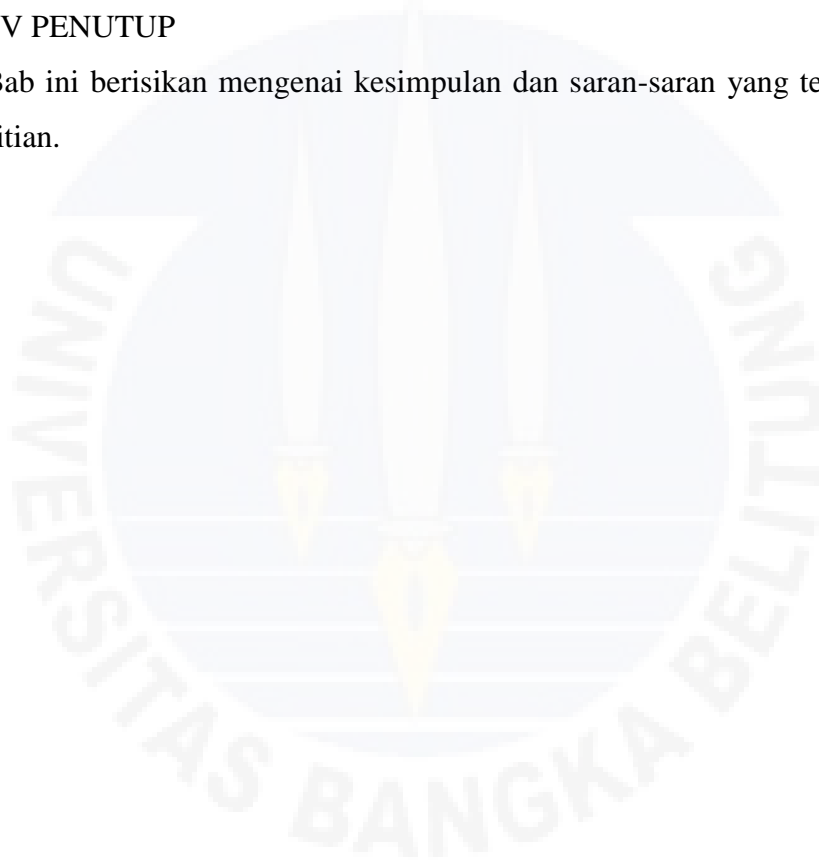 V PENUTUP
Bab ini berisikan mengenai kesimpulan dan saran-saran yang te
itian.
UNIVERSITAS BANGKA BELITUNG